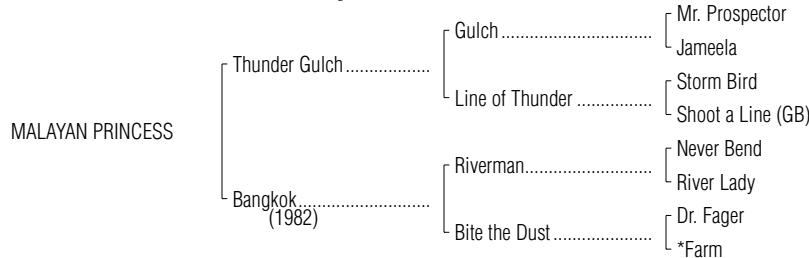 Mr. Prospector
Gulch
Jameela
Thunder Gulch
Storm Bird
Line of Thunder
Shoot a Line (GB)
MALAYAN PRINCESS
Never Bend
Riverman
River Lady
Bangkok
(1982)
Dr. Fager
Bite the Dust
*Farm